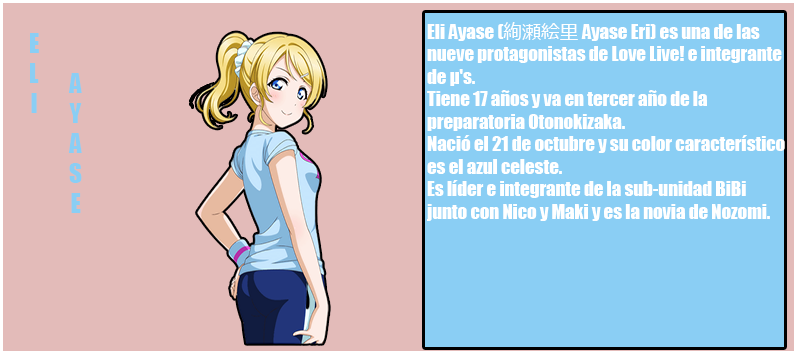 ELI
AYASE
Eli Ayase (絢瀬絵里 Ayase Eri) es una de las
nueve protagonistas de Love Live! e integrante
de µ's.
Tiene 17 años y va en tercer año de la
preparatoria Otonokizaka.
Nació el 21 de octubre y su color característico
es el azul celeste.
Es líder e integrante de la sub-unidad BiBi
junto con Nico y Maki y es la novia de Nozomi.